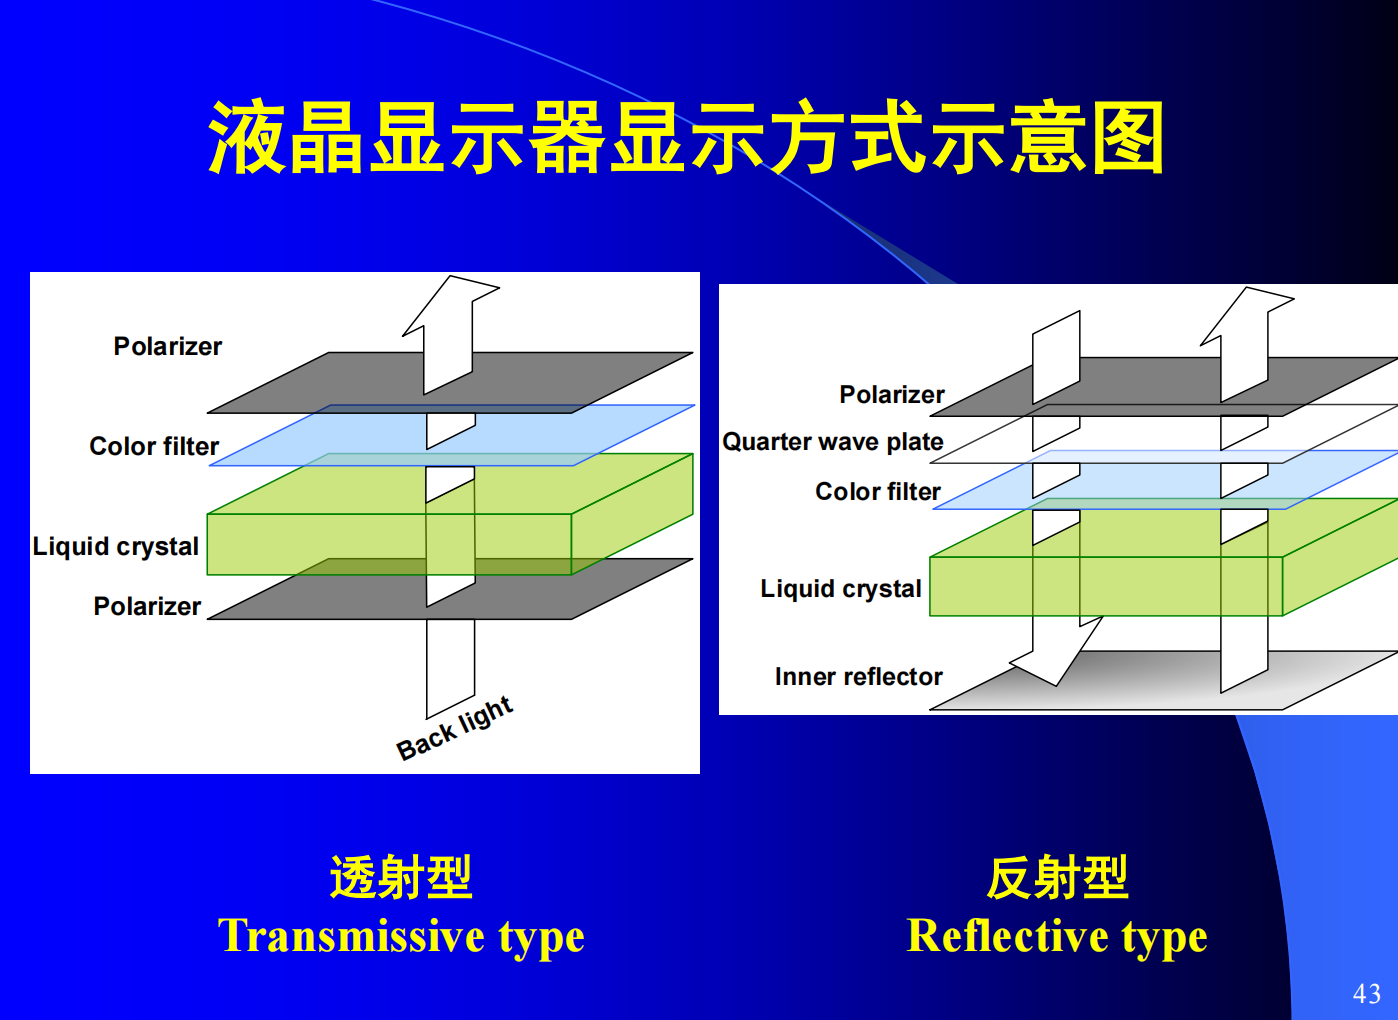 液晶显示器显示方式示意图
Polarizer
Color filter
Liquid crystal
Polarizer
Back light
Polarizer
Quarter wave plate
Color filter
Liquid crystal
Inner reflector
透射型
Transmissive type
反射型
Reflective type
43